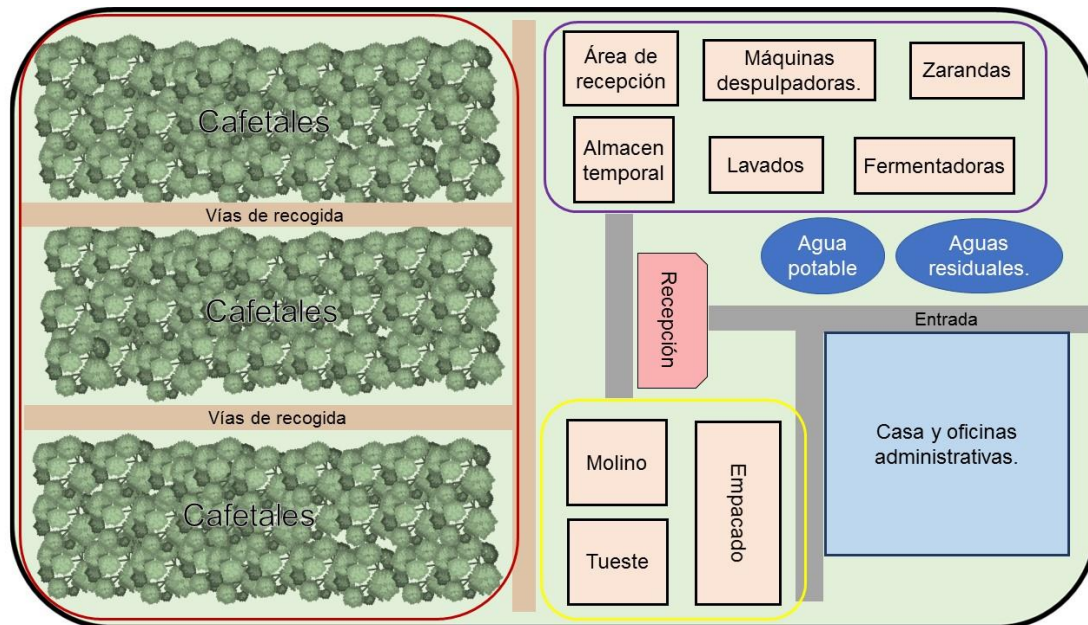 Cafetales
Vías de recogida
Cafetales
Vías de recogida
Cafetales
Área de
recepción
Máquinas
despulpadoras.
Zarandas
Almacen
temporal
Lavados
Fermentadoras
Agua
potable
Aguas
residuales.
Recepción
Entrada
Casa y oficinas
administrativas.
Molino
Empacado
Tueste